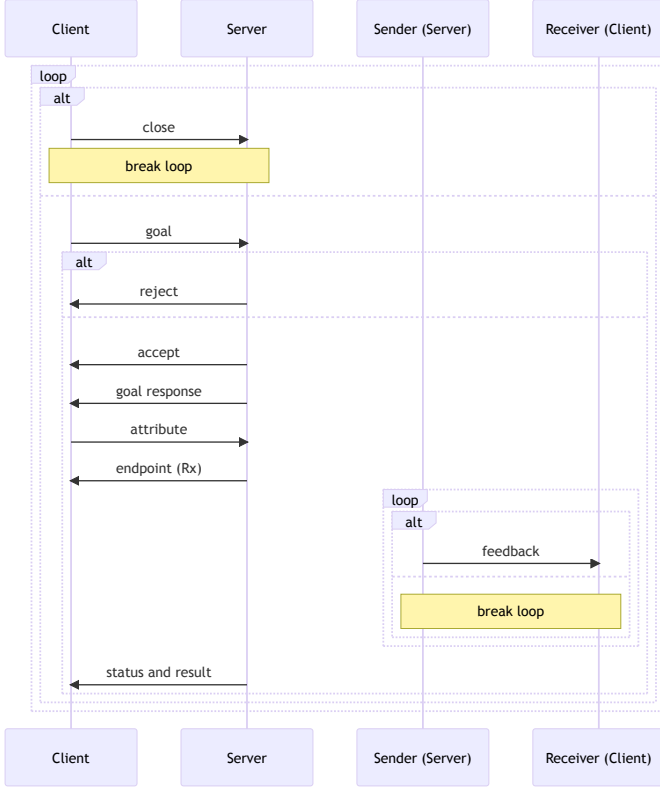 Client Server Sender (Server) Receiver (Client)
loop
alt
close
break loop
goal
alt
reject
accept
goal response
attribute
endpoint (Rx)
loop
alt
feedback
break loop
status and result
Client Server Sender (Server) Receiver (Client)